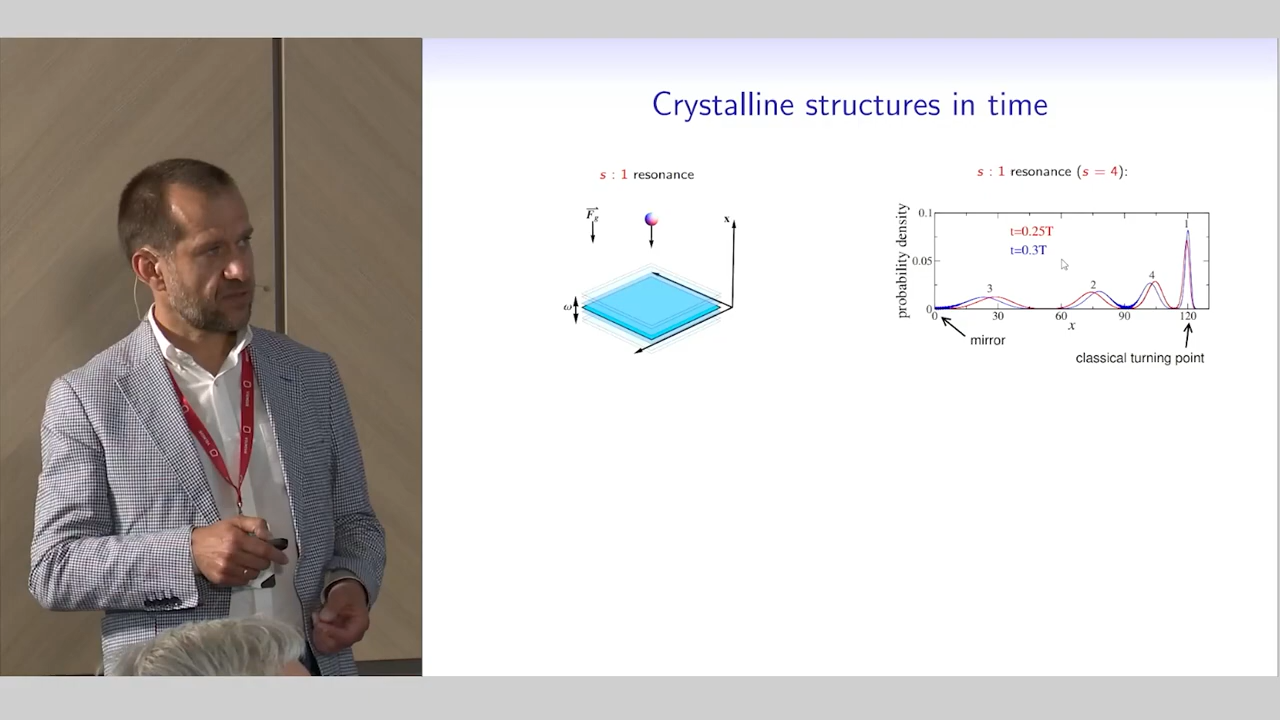 Crystalline structures in time
s : 1 resonance
s : 1 resonance (s = 4):
F_g
x
ω
probability density
0.1
0.05
0
t=0.25T
t=0.3T
3
2
4
1
0 30 60 90 120
x
mirror
classical turning point